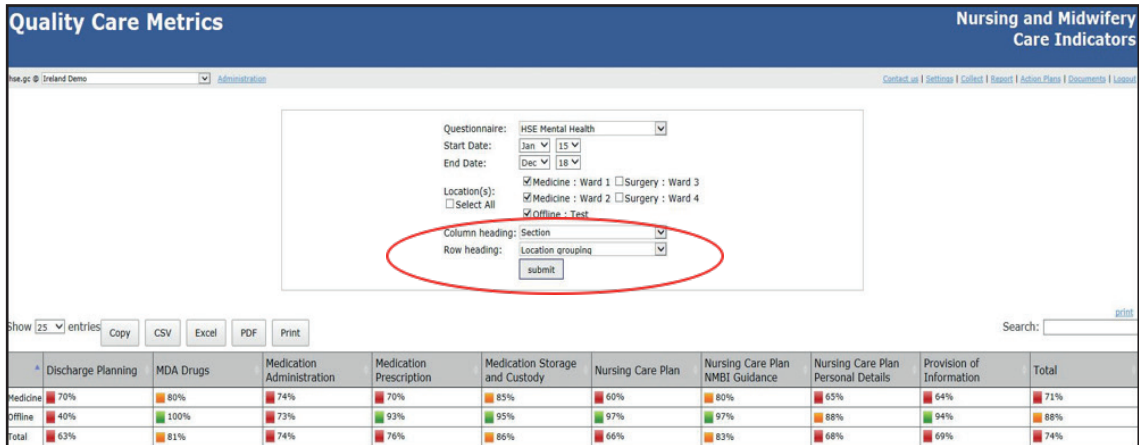 Quality Care Metrics
Nursing and Midwifery
Care Indicators
hse.gc @ Ireland Demo Administration
Contact us | Settings | Collect | Report | Action Plans | Documents | Logout
Questionnaire: HSE Mental Health
Start Date: Jan 15
End Date: Dec 18
Location(s):
Select All
Medicine : Ward 1 Surgery : Ward 3
Medicine : Ward 2 Surgery : Ward 4
Offline : Test
Column heading: Section
Row heading: Location grouping
submit
print
Show 25 entries Copy CSV Excel PDF Print Search:
Discharge Planning MDA Drugs Medication Administration Medication Prescription Medication Storage and Custody Nursing Care Plan Nursing Care Plan NMBI Guidance Nursing Care Plan Personal Details Provision of Information Total
Medicine 70% 80% 74% 70% 85% 60% 80% 65% 64% 71%
Offline 40% 100% 73% 93% 95% 97% 97% 88% 94% 88%
Total 63% 81% 74% 76% 86% 66% 83% 68% 69% 74%